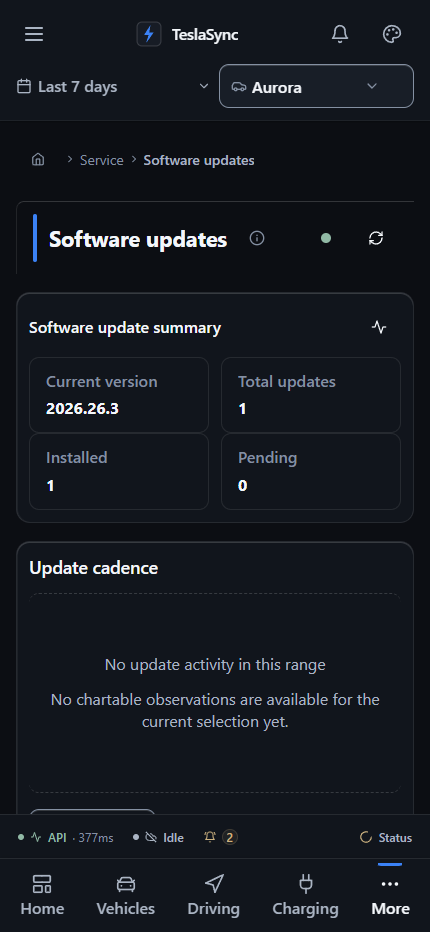 TeslaSync
Last 7 days
Aurora
Service
Software updates
Software updates
Software update summary
Current version
2026.26.3
Total updates
1
Installed
1
Pending
0
Update cadence
No update activity in this range
No chartable observations are available for the
current selection yet.
API · 377ms
Idle
2
Status
Home
Vehicles
Driving
Charging
More